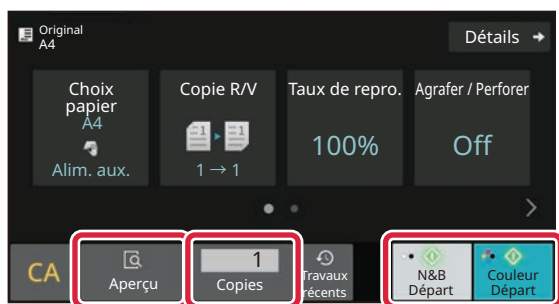 Original
A4
Détails
Choix
papier
A4
Alim. aux.
Copie R/V
1 → 1
Taux de repro.
100%
Agrafer / Perforer
Off
CA
Aperçu
1
Copies
Travaux
récents
N&B
Départ
Couleur
Départ